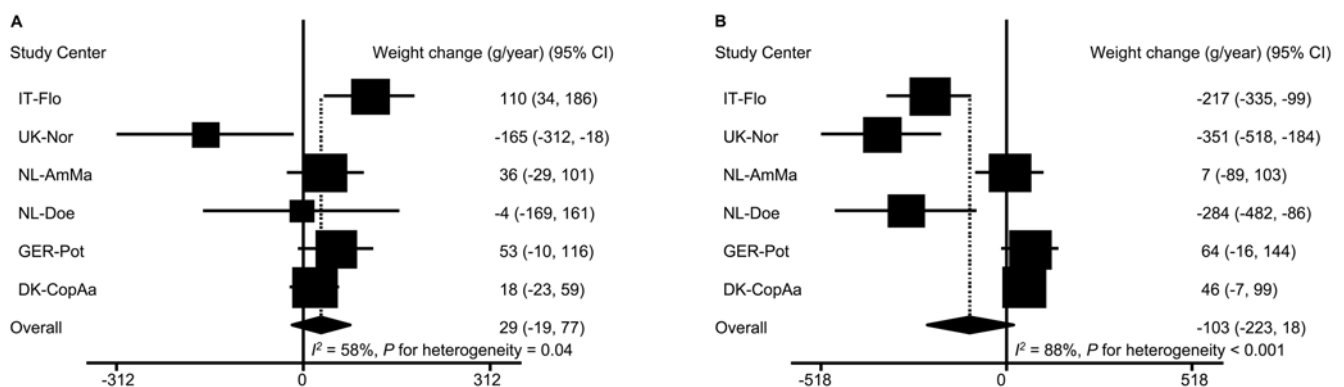 A
Study Center Weight change (g/year) (95% CI)
IT-Flo 110 (34, 186)
UK-Nor -165 (-312, -18)
NL-AmMa 36 (-29, 101)
NL-Doe -4 (-169, 161)
GER-Pot 53 (-10, 116)
DK-CopAa 18 (-23, 59)
Overall 29 (-19, 77)
I² = 58%, P for heterogeneity = 0.04
-312 0 312
B
Study Center Weight change (g/year) (95% CI)
IT-Flo -217 (-335, -99)
UK-Nor -351 (-518, -184)
NL-AmMa 7 (-89, 103)
NL-Doe -284 (-482, -86)
GER-Pot 64 (-16, 144)
DK-CopAa 46 (-7, 99)
Overall -103 (-223, 18)
I² = 88%, P for heterogeneity < 0.001
-518 0 518